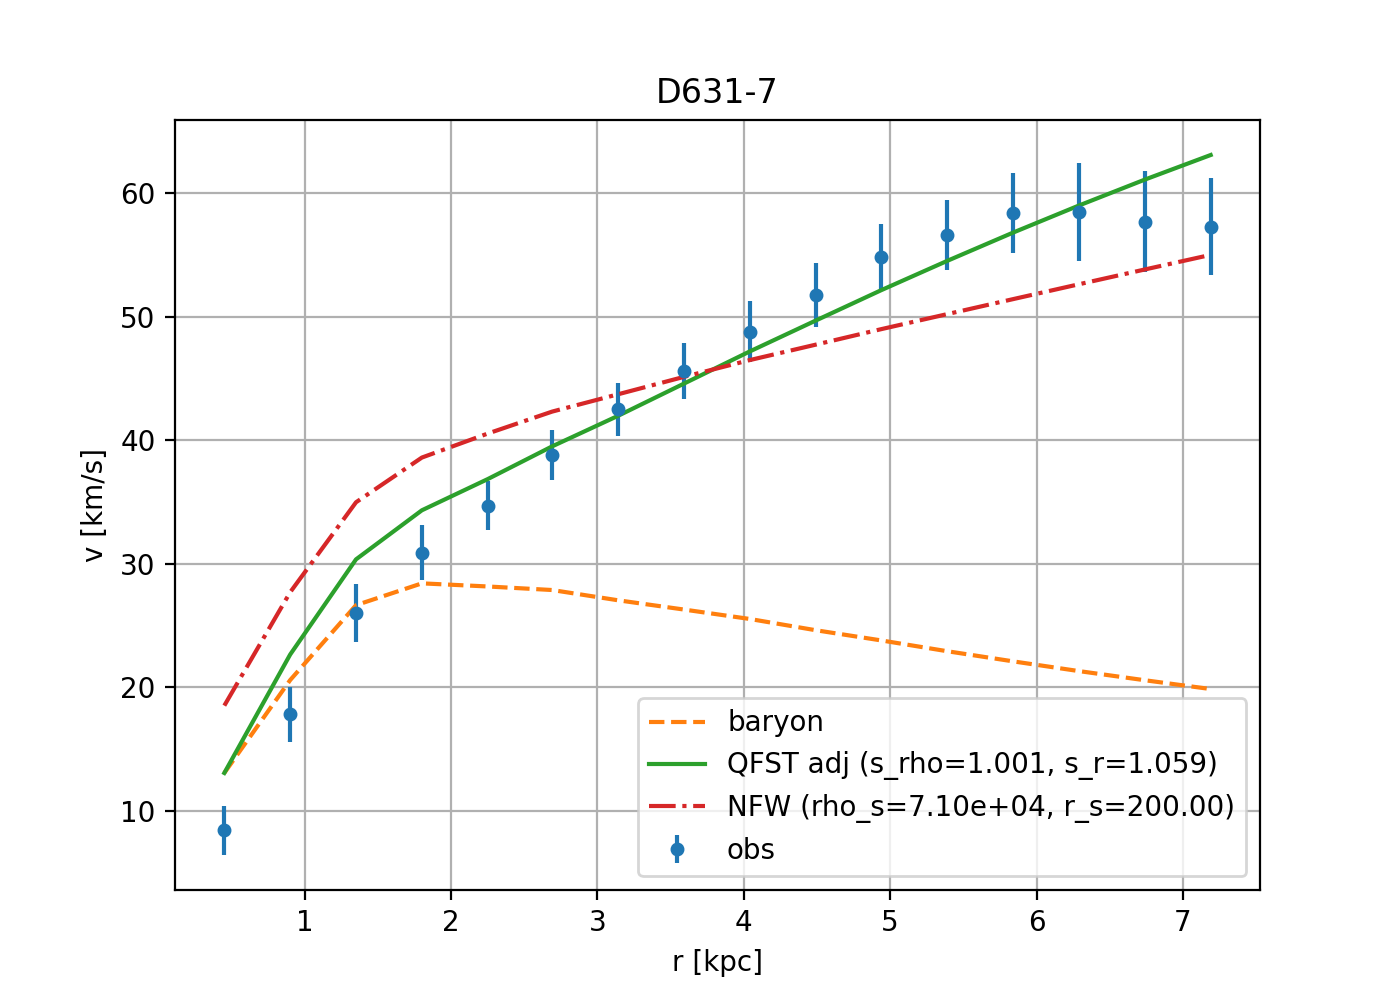 D631-7
v [km/s]
60
50
40
30
20
10
baryon
QFST adj (s_rho=1.001, s_r=1.059)
NFW (rho_s=7.10e+04, r_s=200.00)
obs
1 2 3 4 5 6 7
r [kpc]